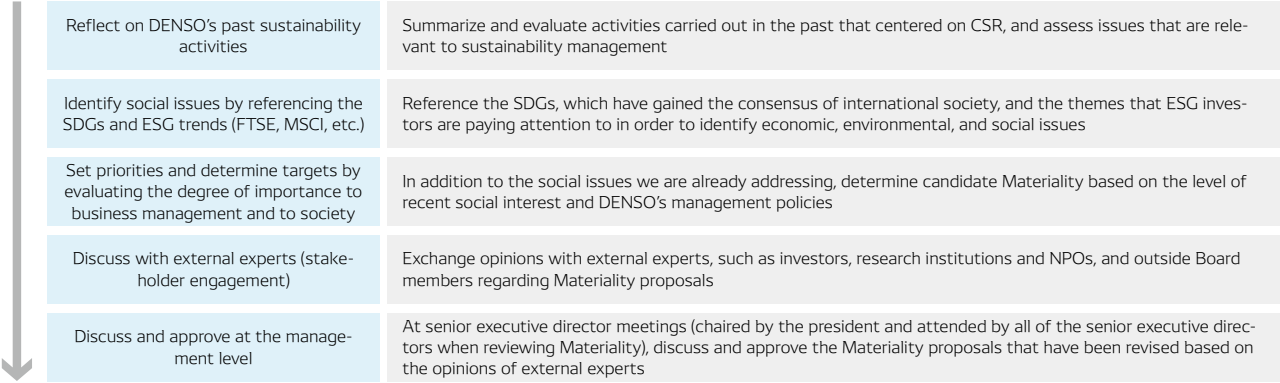 Reflect on DENSO's past sustainability
activities
Summarize and evaluate activities carried out in the past that centered on CSR, and assess issues that are rele-
vant to sustainability management
Identify social issues by referencing the
SDGs and ESG trends (FTSE, MSCI, etc.)
Reference the SDGs, which have gained the consensus of international society, and the themes that ESG inves-
tors are paying attention to in order to identify economic, environmental, and social issues
Set priorities and determine targets by
evaluating the degree of importance to
business management and to society
In addition to the social issues we are already addressing, determine candidate Materiality based on the level of
recent social interest and DENSO's management policies
Discuss with external experts (stake-
holder engagement)
Exchange opinions with external experts, such as investors, research institutions and NPOs, and outside Board
members regarding Materiality proposals
Discuss and approve at the manage-
ment level
At senior executive director meetings (chaired by the president and attended by all of the senior executive direc-
tors when reviewing Materiality), discuss and approve the Materiality proposals that have been revised based on
the opinions of external experts